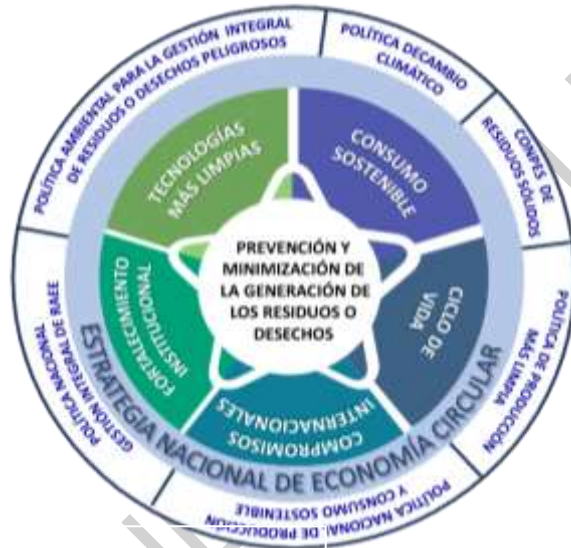 POLÍTICA AMBIENTAL PARA LA GESTIÓN INTEGRAL
DE RESIDUOS O DESECHOS PELIGROSOS
POLÍTICA DECAMBIO
CLIMÁTICO
CONPES DE
RESIDUOS SÓLIDOS
POLITICA DE PRODUCCIÓN
MÁS LIMPIA
POLÍTICA NACIONAL DE PRODUCCIÓN
Y CONSUMO SOSTENIBLE
POLÍTICA NACIONAL
GESTIÓN INTEGRAL DE RAEE
ESTRATEGIA NACIONAL DE ECONOMÍA CIRCULAR
TECNOLOGÍAS
MÁS LIMPIAS
CONSUMO
SOSTENIBLE
CICLO DE
VIDA
COMPROMISOS
INTERNACIONALES
FORTALECIMIENTO
INSTITUCIONAL
PREVENCIÓN Y
MINIMIZACIÓN DE
LA GENERACIÓN DE
LOS RESIDUOS O
DESECHOS